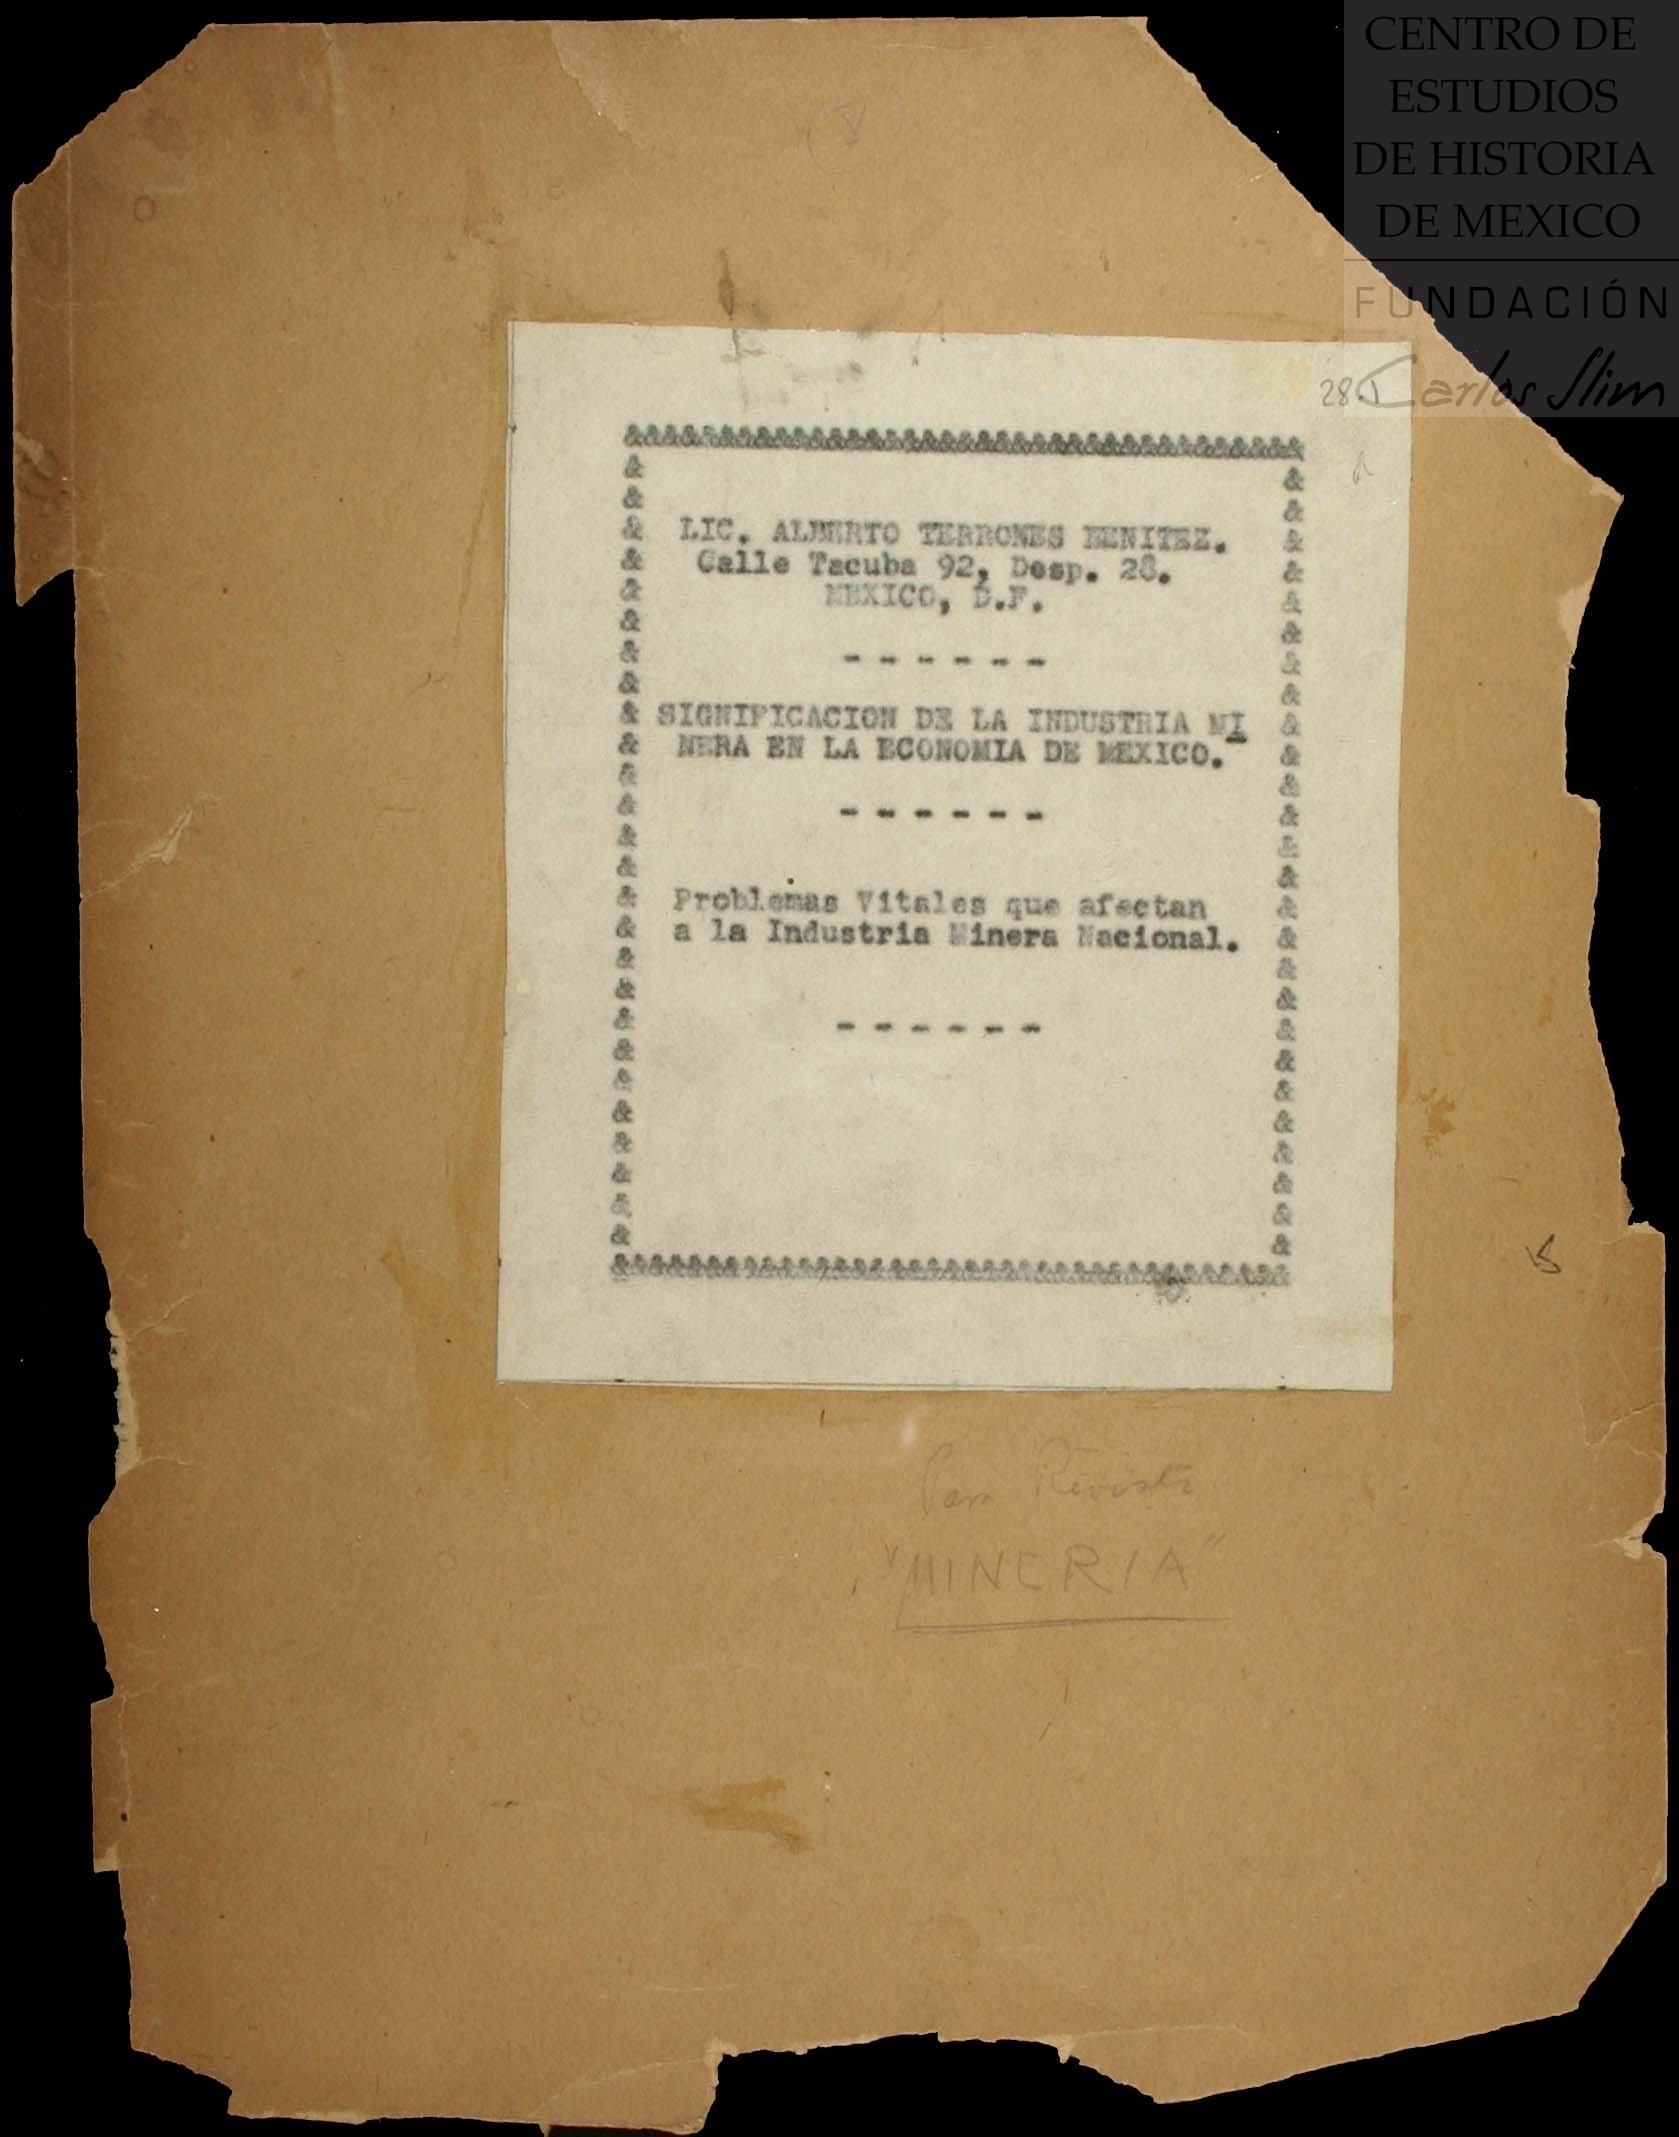 CENTRO DE
ESTUDIOS
DE HISTORIA
DE MEXICO
FUNDACIÓN
Carlos Slim
28.1
&&&&&&&&&&&&&&&&&&&&&&&&&&&&&&&&&&&&&
LIC. ALBERTO TERRONES BENITEZ.
Calle Tacuba 92, Desp. 28.
MEXICO, D.F.
- - - - - -
SIGNIFICACION DE LA INDUSTRIA MI
NERA EN LA ECONOMIA DE MEXICO.
- - - - - -
Problemas Vitales que afectan
a la Industria Minera Nacional.
- - - - - -
&&&&&&&&&&&&&&&&&&&&&&&&&&&&&&&&&&&&&
Para Revista
"MINERIA"